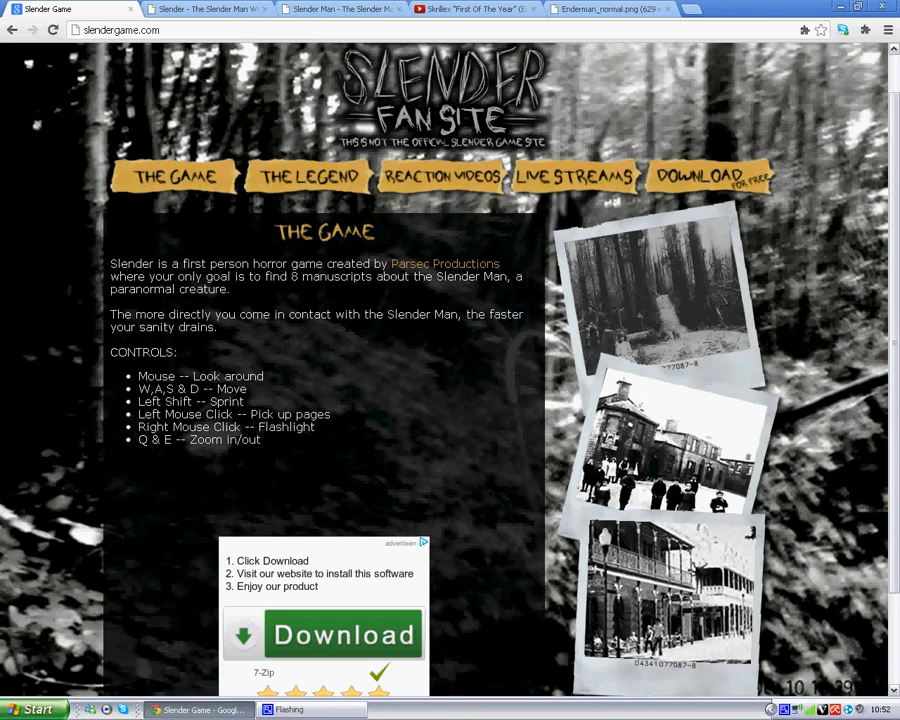 Slender Game
Slender - The Slender Man W
Slender Man - The Slender M
Skrillex "First Of The Year" (E
Enderman_normal.png (629
slendergame.com
SLENDER
FAN SITE
THIS IS NOT THE OFFICIAL SLENDER GAME SITE
THE GAME
THE LEGEND
REACTION VIDEOS
LIVE STREAMS
DOWNLOAD
FOR FREE
THE GAME
Slender is a first person horror game created by Parsec Productions
where your only goal is to find 8 manuscripts about the Slender Man, a
paranormal creature.
The more directly you come in contact with the Slender Man, the faster
your sanity drains.
CONTROLS:
• Mouse -- Look around
• W,A,S & D -- Move
• Left Shift -- Sprint
• Left Mouse Click -- Pick up pages
• Right Mouse Click -- Flashlight
• Q & E -- Zoom in/out
777087-8
advertisen
1. Click Download
2. Visit our website to install this software
3. Enjoy our product
Download
7-Zip
04341077087-8
Start
Slender Game - Googl...
Flashing
10:52